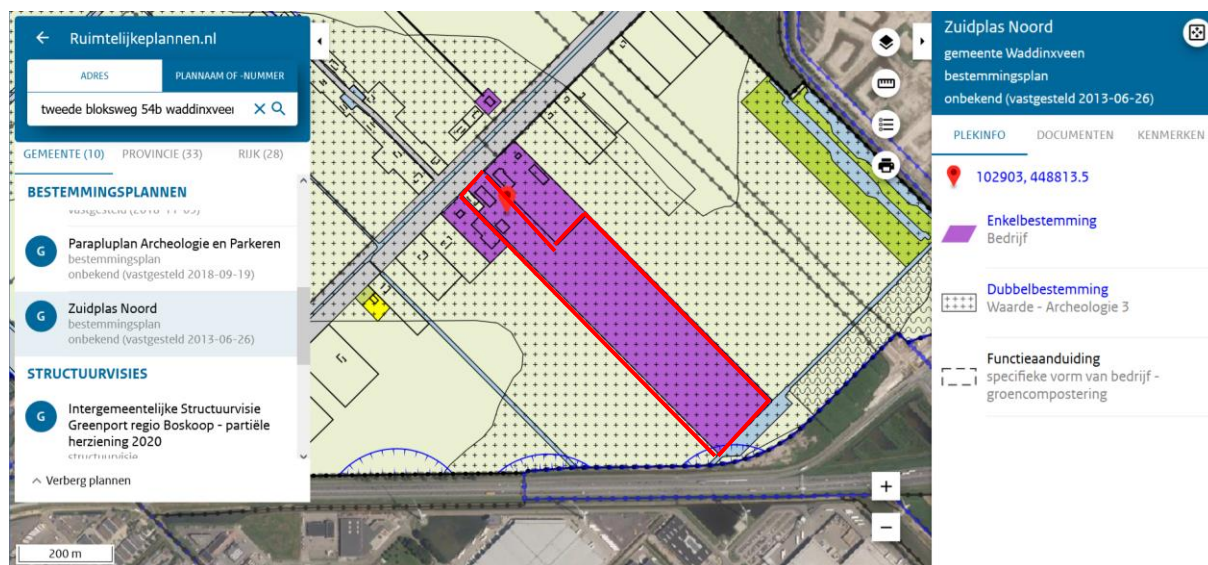 Ruimtelijkeplannen.nl
ADRES
PLANNAAM OF -NUMMER
tweede bloksweg 54b waddinxveen
GEMEENTE (10)
PROVINCIE (33)
RIJK (28)
BESTEMMINGSPLANNEN
G
Parapluplan Archeologie en Parkeren
bestemmingsplan
onbekend (vastgesteld 2018-09-19)
G
Zuidplas Noord
bestemmingsplan
onbekend (vastgesteld 2013-06-26)
STRUCTUURVISIES
G
Intergemeentelijke Structuurvisie
Greenport regio Boskoop - partiële
herziening 2020
structuurvisie
Verberg plannen
200 m
Zuidplas Noord
gemeente Waddinxveen
bestemmingsplan
onbekend (vastgesteld 2013-06-26)
PLEKINFO
DOCUMENTEN
KENMERKEN
102903, 448813.5
Enkelbestemming
Bedrijf
Dubbelbestemming
Waarde - Archeologie 3
Functieaanduiding
specifieke vorm van bedrijf -
groencompostering